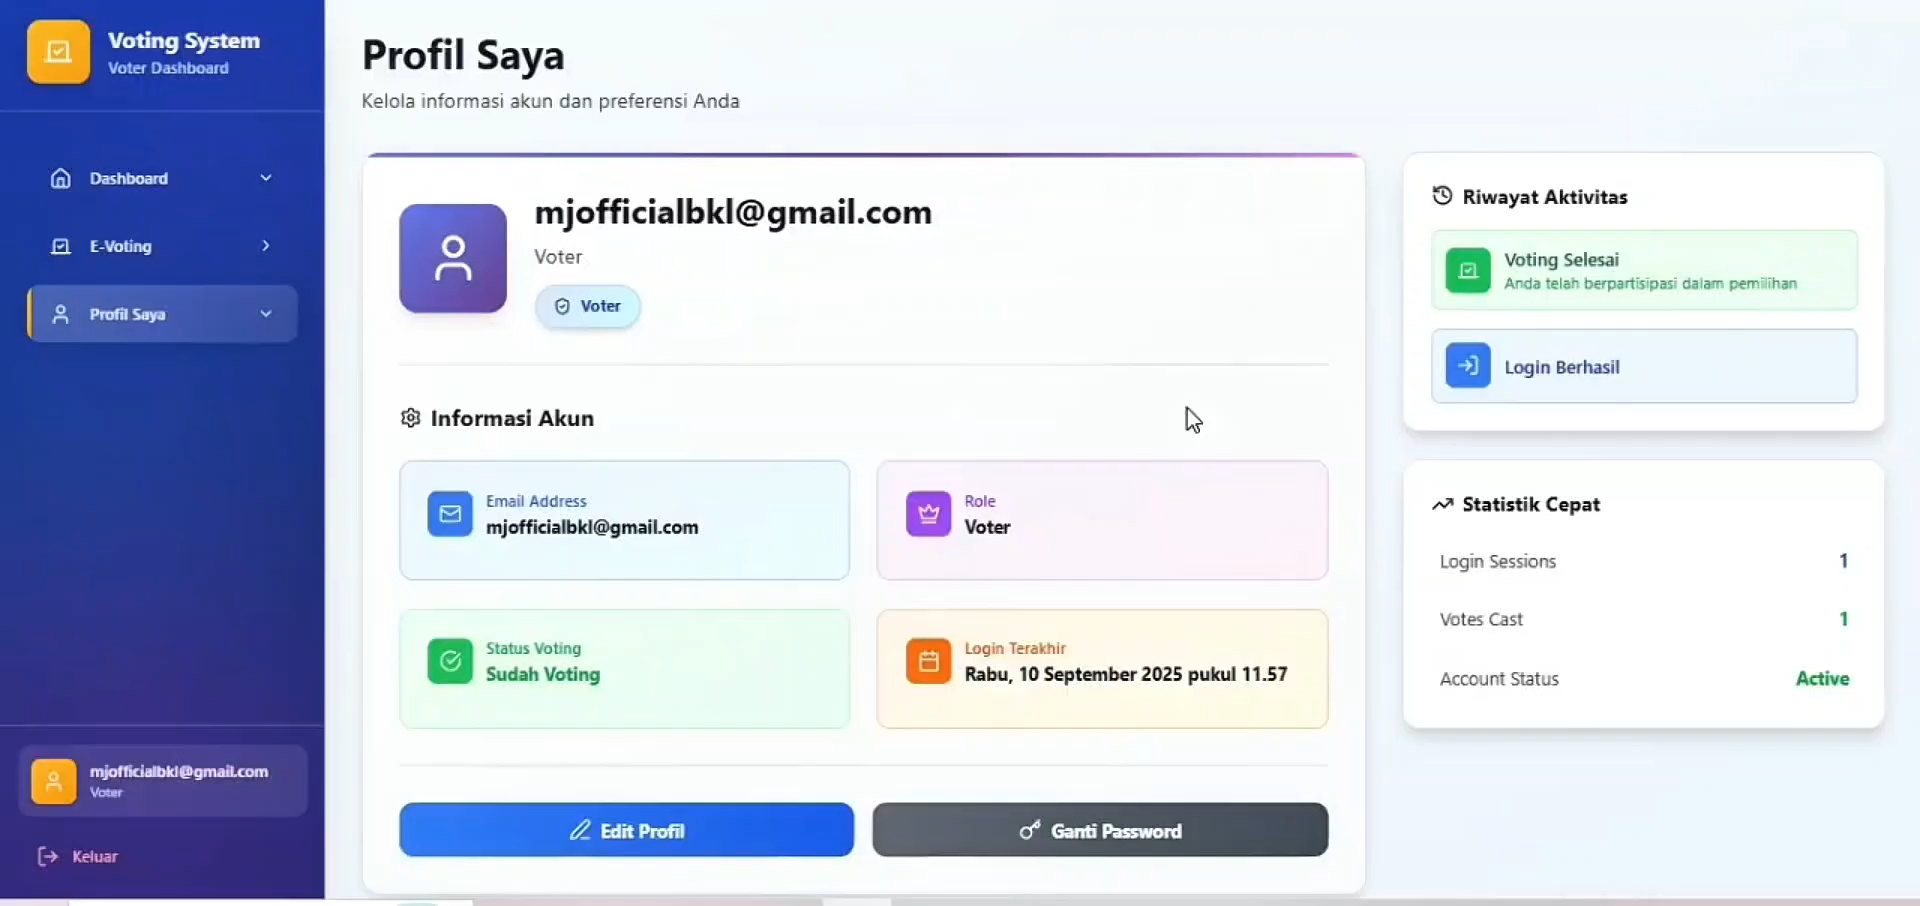 Voting System
Voter Dashboard
Dashboard
E-Voting
Profil Saya
mjofficialbkl@gmail.com
Voter
Keluar
Profil Saya
Kelola informasi akun dan preferensi Anda
mjofficialbkl@gmail.com
Voter
Voter
Informasi Akun
Email Address
mjofficialbkl@gmail.com
Role
Voter
Status Voting
Sudah Voting
Login Terakhir
Rabu, 10 September 2025 pukul 11.57
Edit Profil
Ganti Password
Riwayat Aktivitas
Voting Selesai
Anda telah berpartisipasi dalam pemilihan
Login Berhasil
Statistik Cepat
Login Sessions 1
Votes Cast 1
Account Status Active